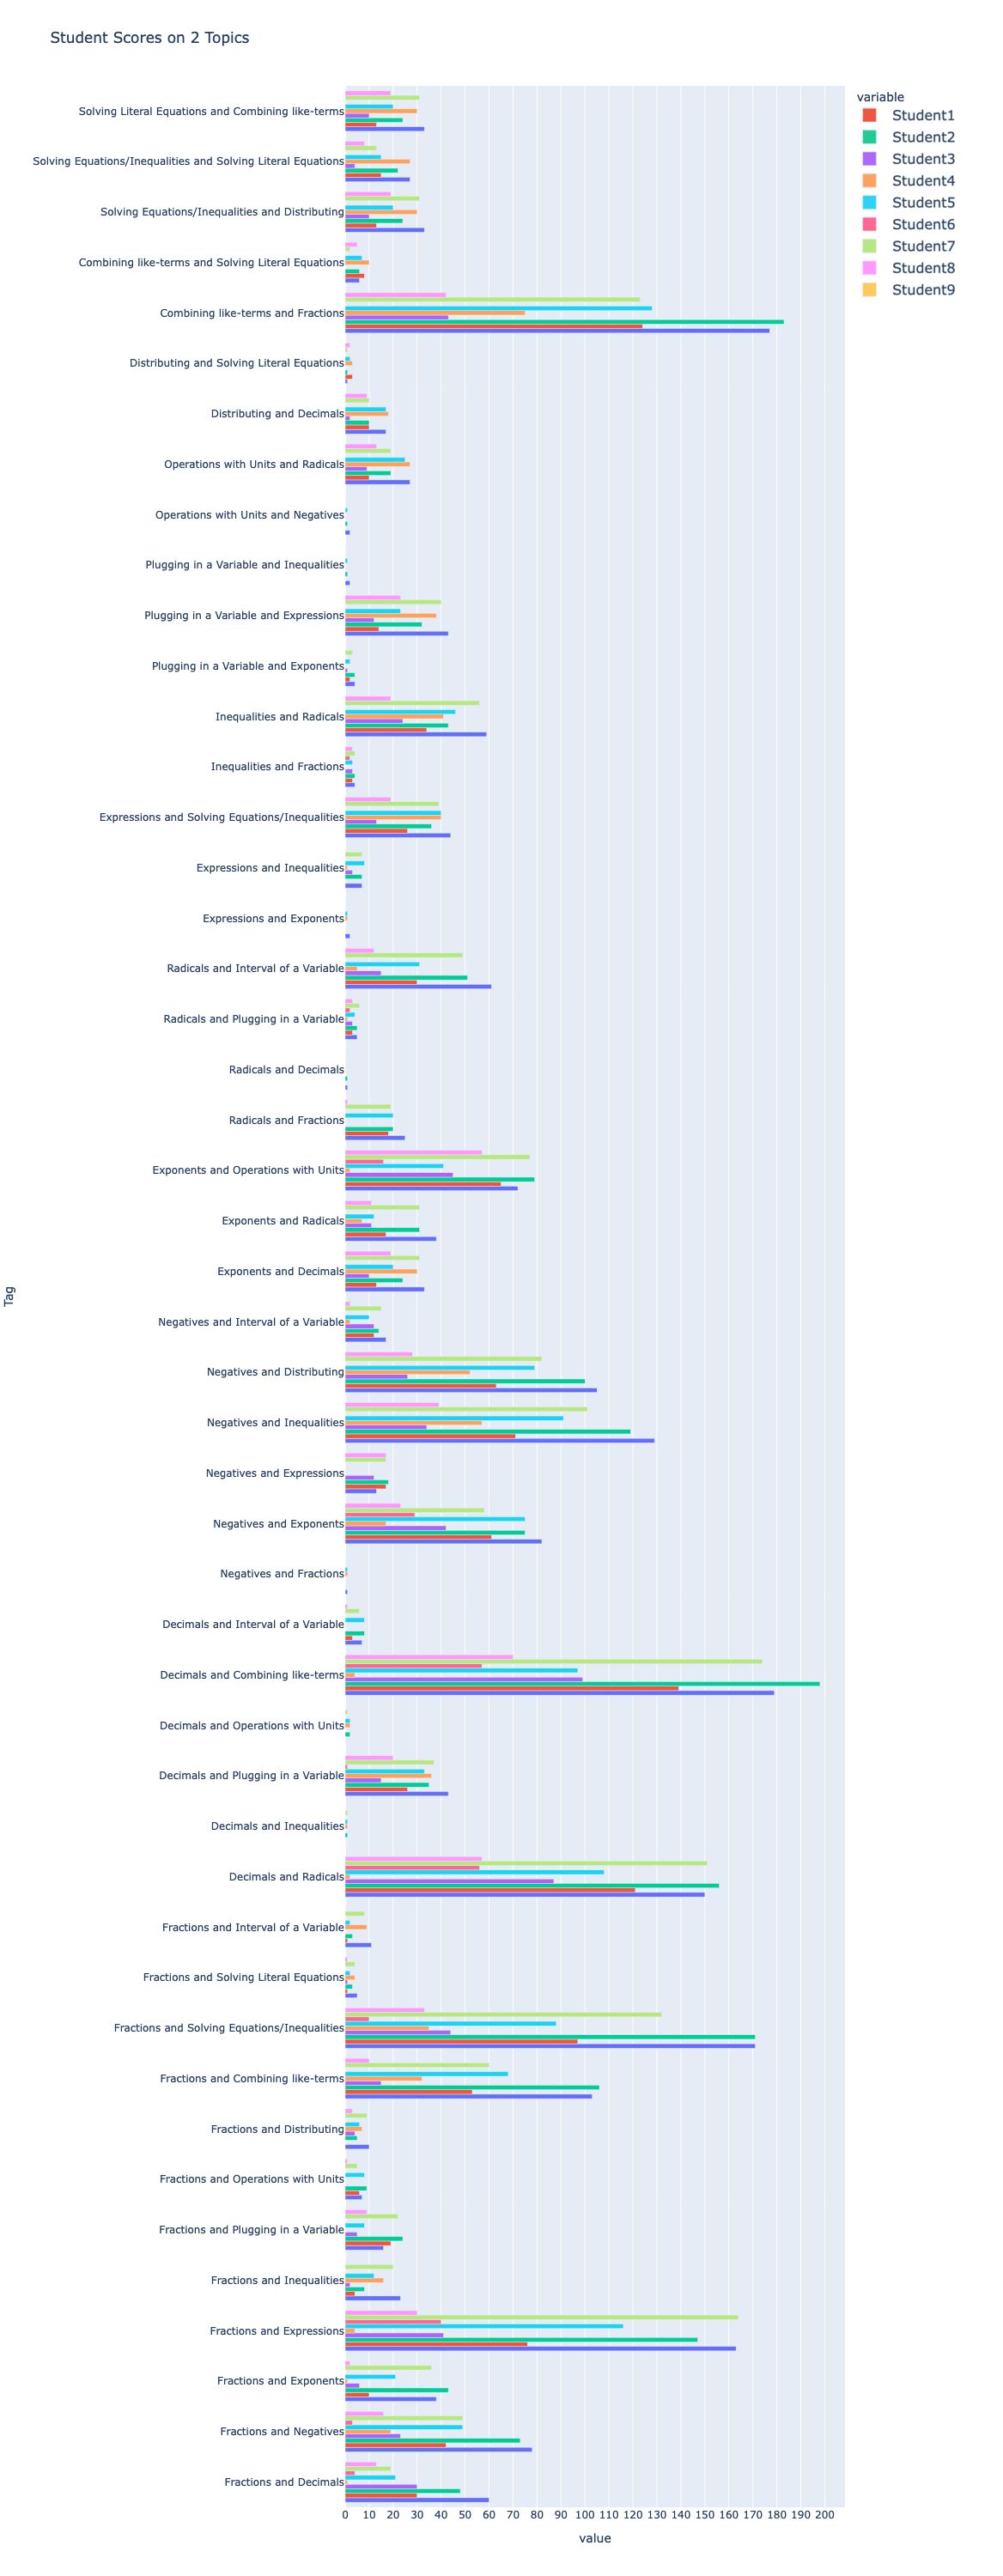 Student Scores on 2 Topics
variable
Student1
Student2
Student3
Student4
Student5
Student6
Student7
Student8
Student9
Solving Literal Equations and Combining like-terms
Solving Equations/Inequalities and Solving Literal Equations
Solving Equations/Inequalities and Distributing
Combining like-terms and Solving Literal Equations
Combining like-terms and Fractions
Distributing and Solving Literal Equations
Distributing and Decimals
Operations with Units and Radicals
Operations with Units and Negatives
Plugging in a Variable and Inequalities
Plugging in a Variable and Expressions
Plugging in a Variable and Exponents
Inequalities and Radicals
Inequalities and Fractions
Expressions and Solving Equations/Inequalities
Expressions and Inequalities
Expressions and Exponents
Radicals and Interval of a Variable
Radicals and Plugging in a Variable
Radicals and Decimals
Radicals and Fractions
Exponents and Operations with Units
Exponents and Radicals
Exponents and Decimals
Tag
Negatives and Interval of a Variable
Negatives and Distributing
Negatives and Inequalities
Negatives and Expressions
Negatives and Exponents
Negatives and Fractions
Decimals and Interval of a Variable
Decimals and Combining like-terms
Decimals and Operations with Units
Decimals and Plugging in a Variable
Decimals and Inequalities
Decimals and Radicals
Fractions and Interval of a Variable
Fractions and Solving Literal Equations
Fractions and Solving Equations/Inequalities
Fractions and Combining like-terms
Fractions and Distributing
Fractions and Operations with Units
Fractions and Plugging in a Variable
Fractions and Inequalities
Fractions and Expressions
Fractions and Exponents
Fractions and Negatives
Fractions and Decimals
0 10 20 30 40 50 60 70 80 90 100 110 120 130 140 150 160 170 180 190 200
value